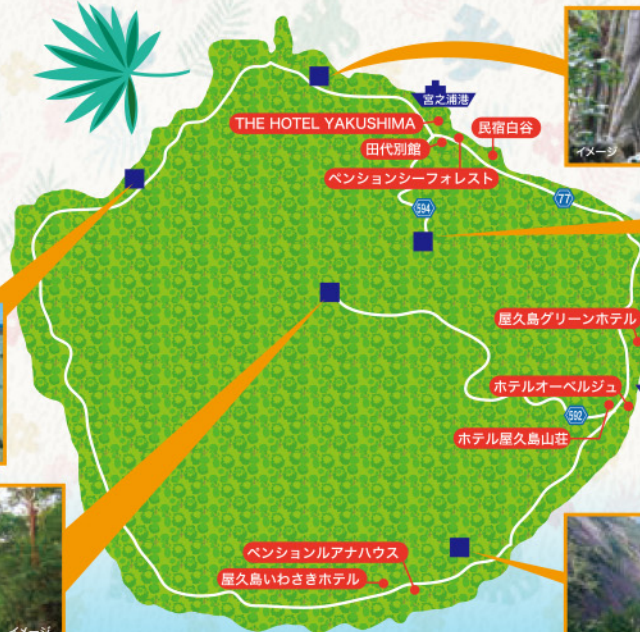 宮之浦港
THE HOTEL YAKUSHIMA
民宿白谷
田代別館
イメージ
ペンションシーフォレスト
77
594
屋久島グリーンホテル
ホテルオーベルジュ
592
ホテル屋久島山荘
ペンションルアナハウス
屋久島いわさきホテル
イメージ